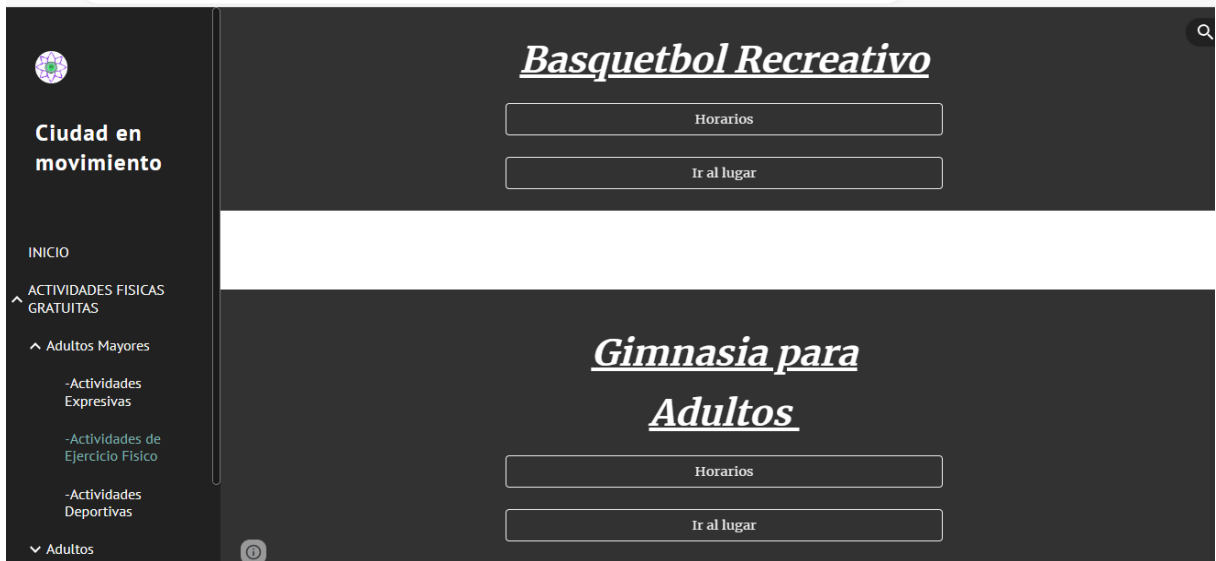 Ciudad en
movimiento
INICIO
ACTIVIDADES FISICAS
GRATUITAS
Adultos Mayores
-Actividades
Expresivas
-Actividades de
Ejercicio Fisico
-Actividades
Deportivas
Adultos
Basquetbol Recreativo
Horarios
Ir al lugar
Gimnasia para
Adultos
Horarios
Ir al lugar